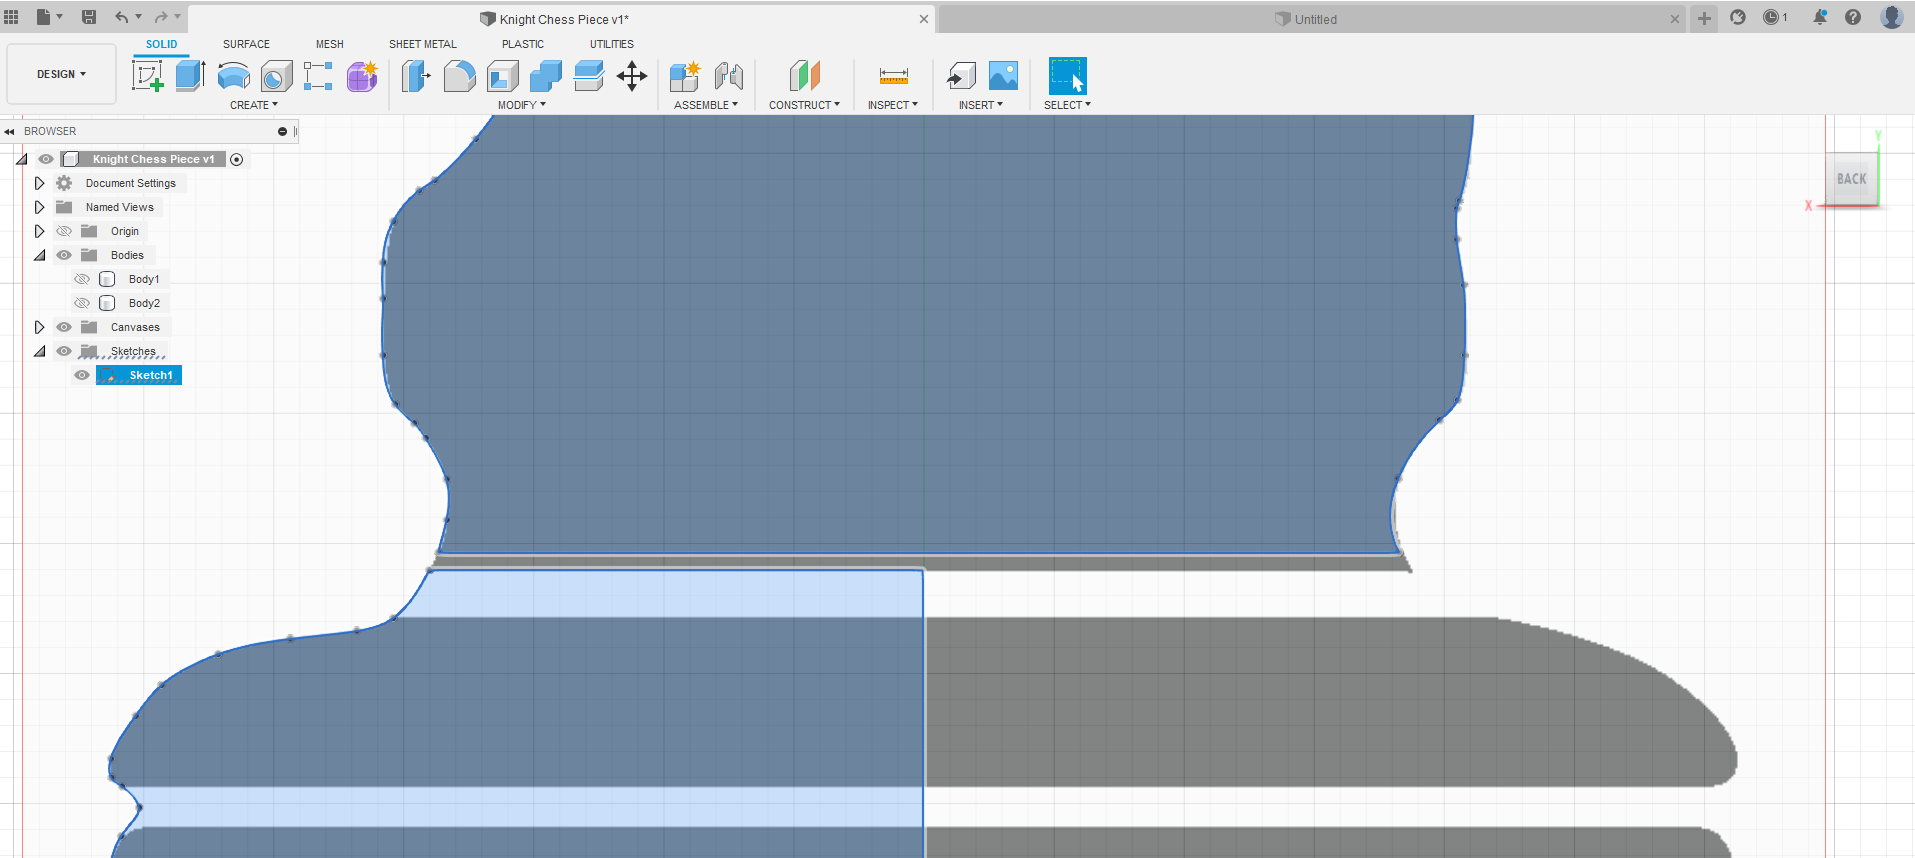 Knight Chess Piece v1*
Untitled
1
SOLID SURFACE MESH SHEET METAL PLASTIC UTILITIES
DESIGN
CREATE MODIFY ASSEMBLE CONSTRUCT INSPECT INSERT SELECT
BROWSER
Knight Chess Piece v1
Document Settings
Named Views
Origin
Bodies
Body1
Body2
Canvases
Sketches
Sketch1
Y
BACK
X